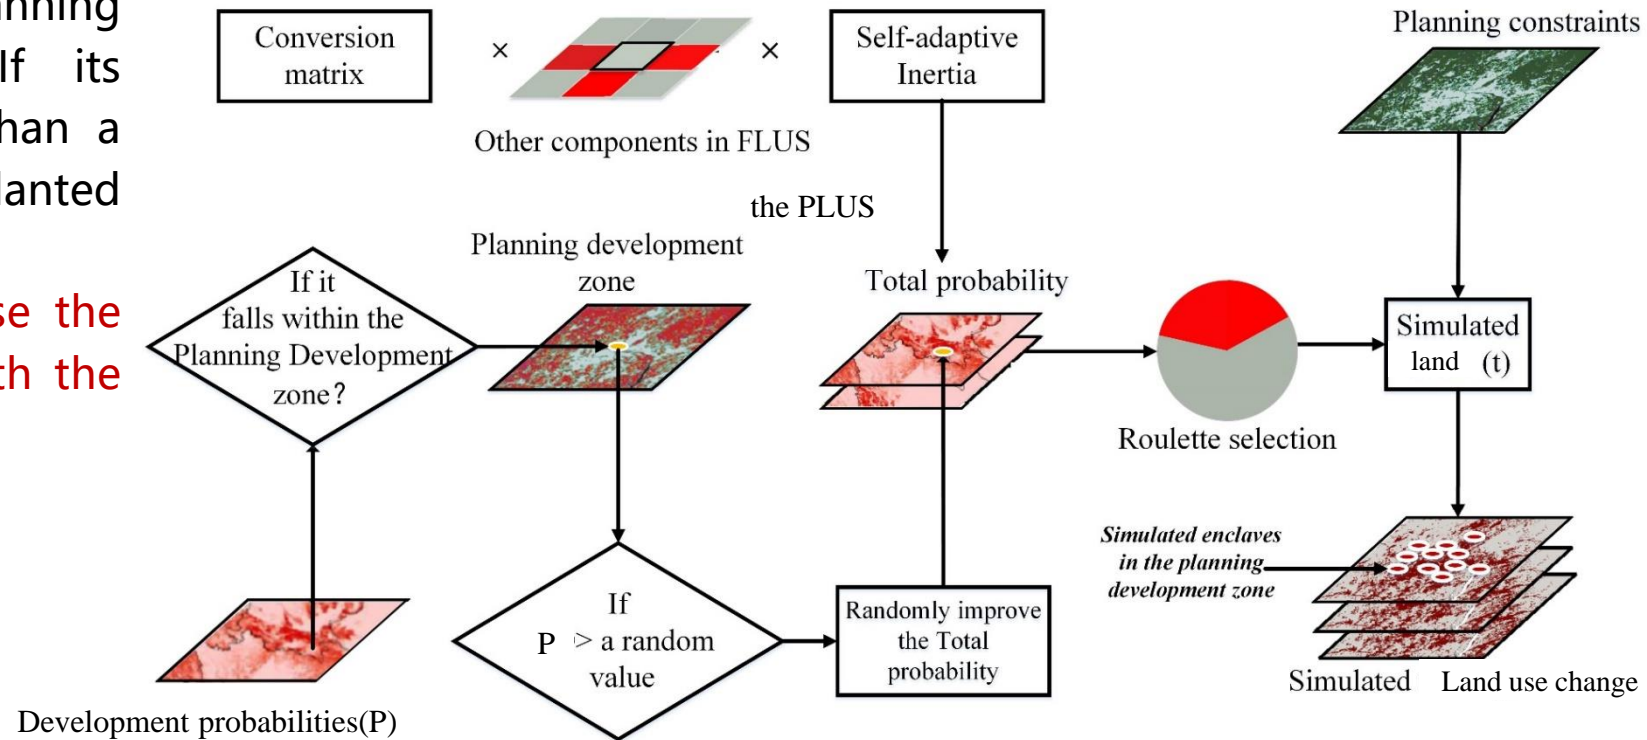 If its
han a
lanted
se the
th the
Conversion
matrix
×
×
Self-adaptive
Inertia
Other components in FLUS
the PLUS
Planning constraints
If it
falls within the
Planning Development
zone?
Planning development
zone
Total probability
Roulette selection
Simulated
land (t)
If
P > a random
value
Randomly improve
the Total
probability
Simulated enclaves
in the planning
development zone
Development probabilities(P)
Simulated Land use change